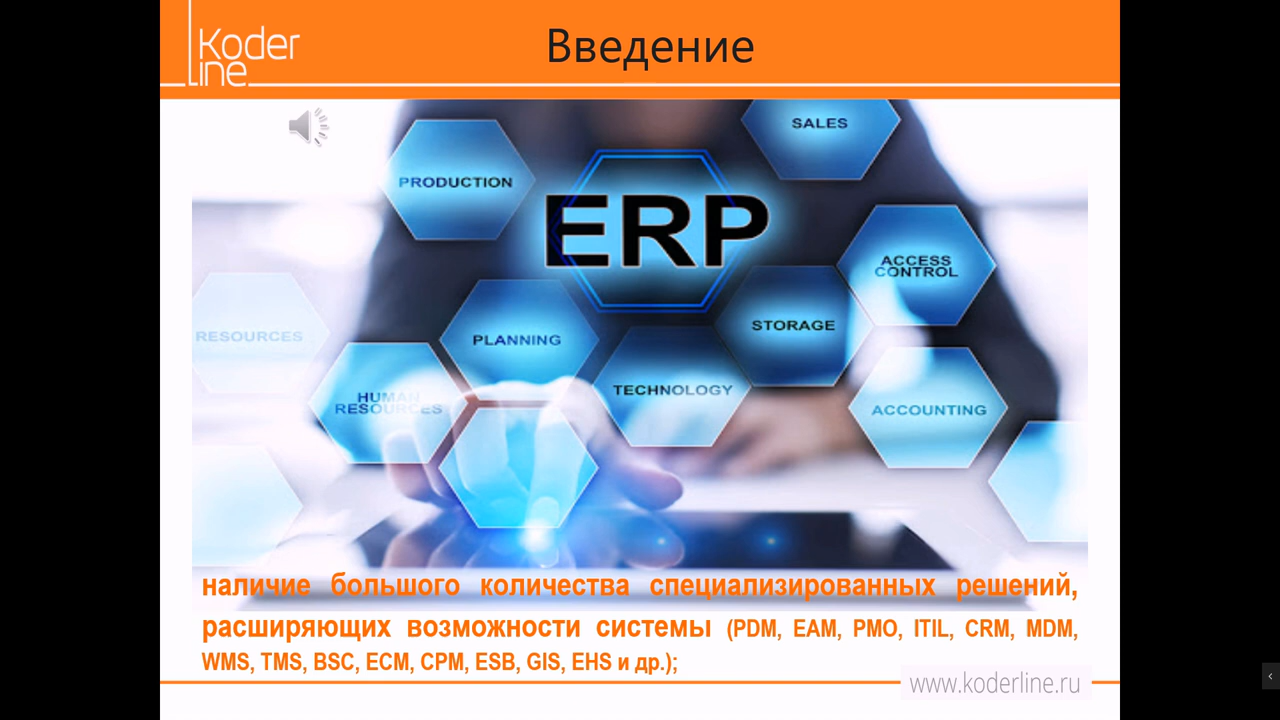 Koder
line
Введение
SALES
PRODUCTION
ERP
ACCESS
CONTROL
STORAGE
RESOURCES
PLANNING
TECHNOLOGY
HUMAN
RESOURCES
ACCOUNTING
наличие большого количества специализированных решений,
расширяющих возможности системы (PDM, EAM, PMO, ITIL, CRM, MDM,
WMS, TMS, BSC, ECM, CPM, ESB, GIS, EHS и др.);
www.koderline.ru